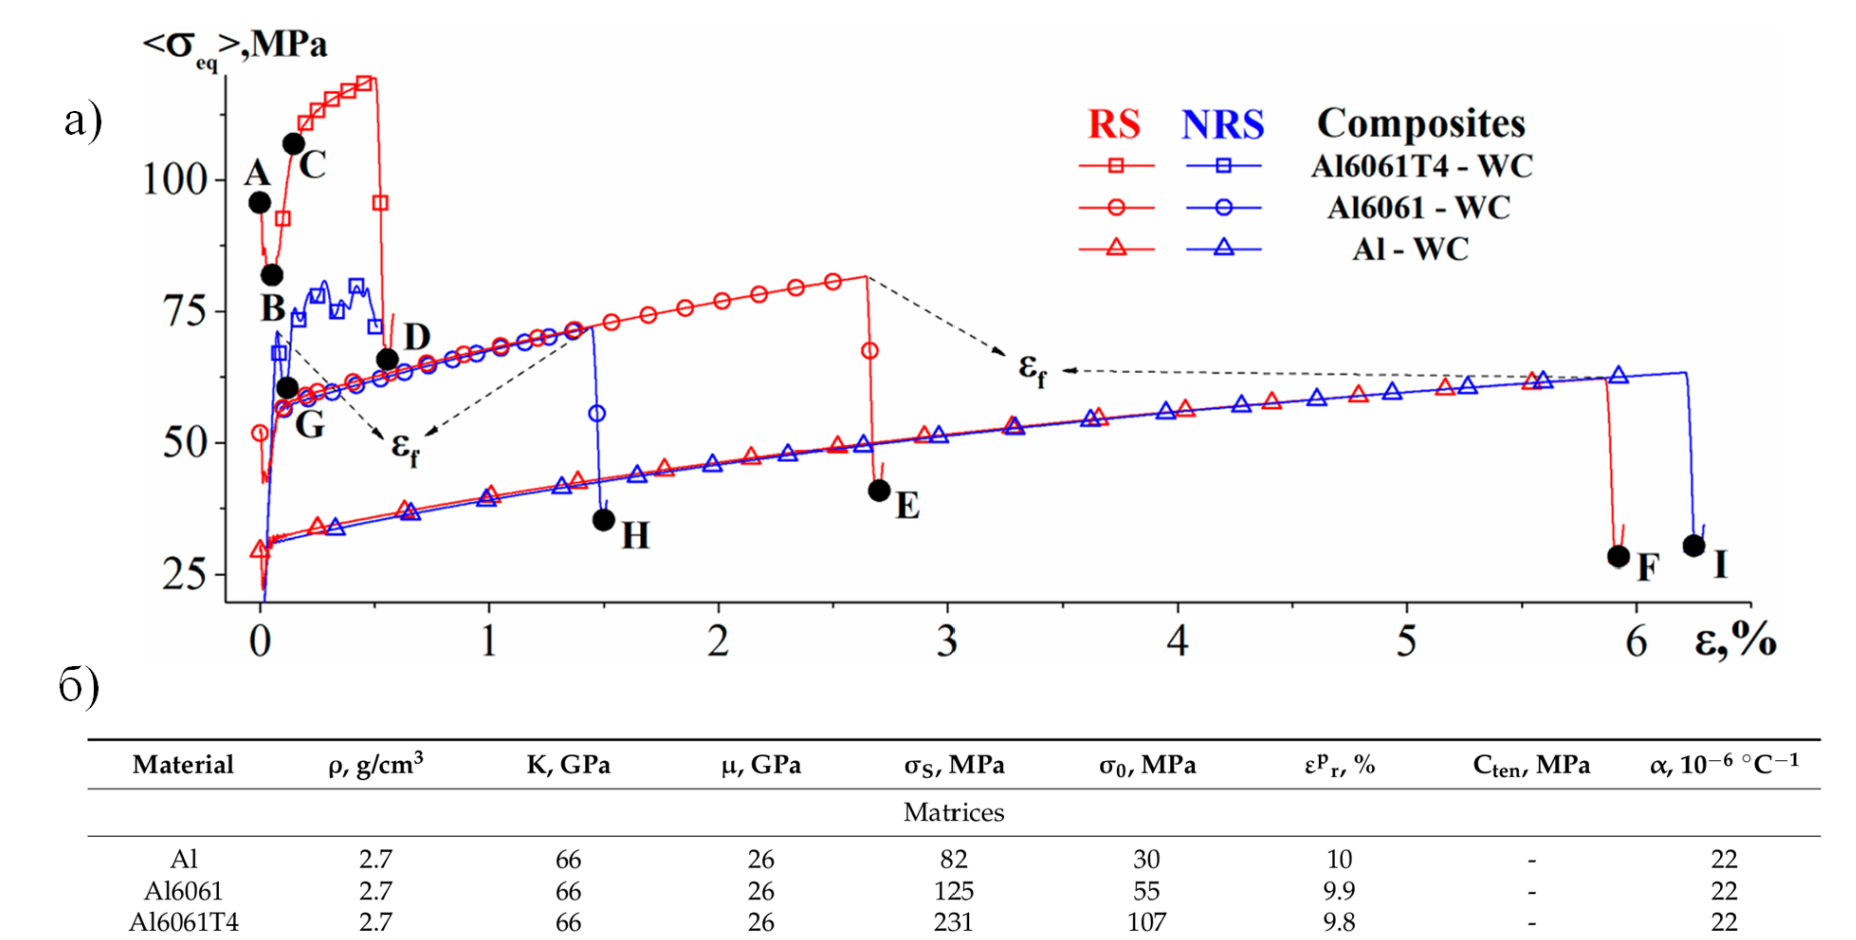 <σeq>,MPa
а)
RS NRS Composites
Al6061T4 - WC
Al6061 - WC
Al - WC
A
C
100
B
75
D
εf
G
εf
50
E
H
25
F
I
0 1 2 3 4 5 6 ε,%
б)
Material ρ, g/cm³ K, GPa μ, GPa σS, MPa σ0, MPa εᵖr, % Cten, MPa α, 10⁻⁶ °C⁻¹
Matrices
Al 2.7 66 26 82 30 10 - 22
Al6061 2.7 66 26 125 55 9.9 - 22
Al6061T4 2.7 66 26 231 107 9.8 - 22